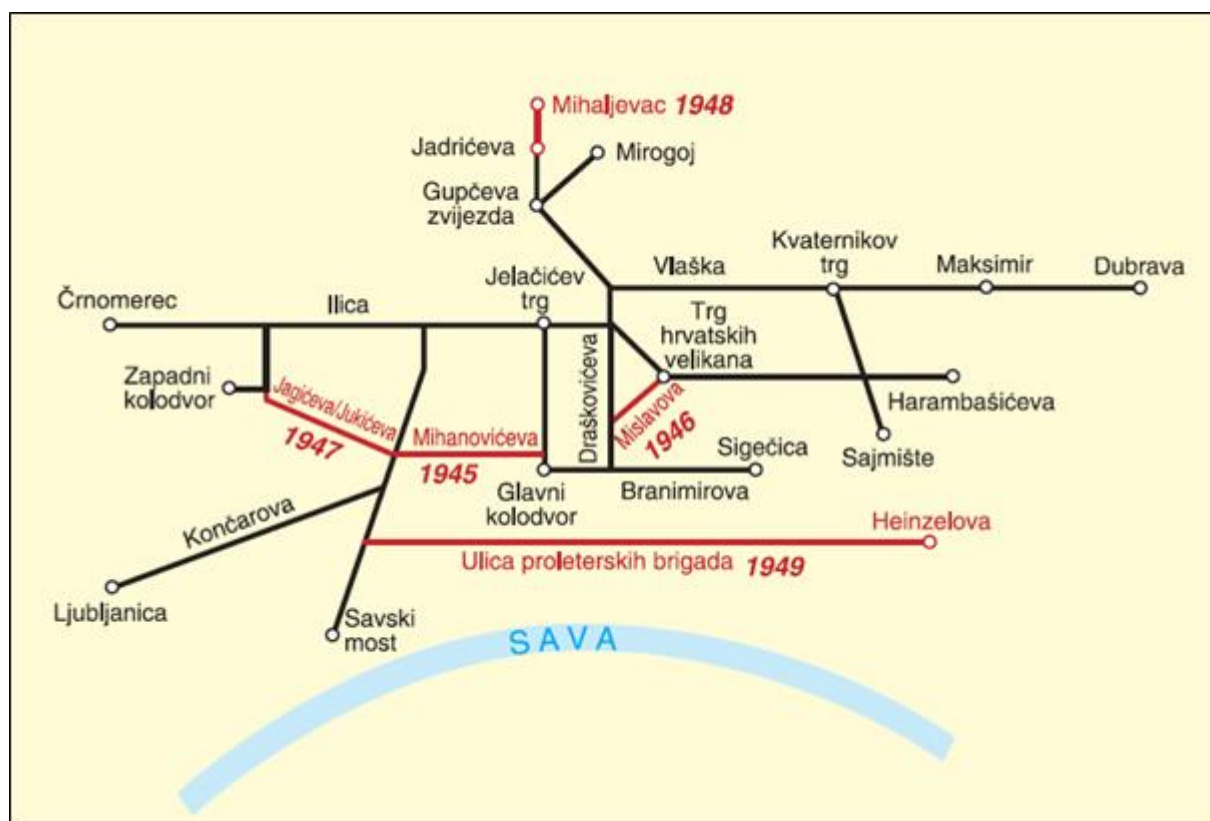 Mihaljevac 1948
Jadrićeva
Mirogoj
Gupčeva
zvijezda
Kvaternikov
trg
Vlaška
Maksimir
Dubrava
Jelačićev
trg
Črnomerec
Ilica
Trg
hrvatskih
velikana
Draškovićeva
Zapadni
kolodvor
Jagićeva/Jukićeva
1947
Mihanovićeva
1945
Mislavova
1946
Harambašićeva
Sajmište
Sigečica
Glavni
kolodvor
Branimirova
Končarova
Heinzelova
Ulica proleterskih brigada 1949
Ljubljanica
Savski
most
SAVA